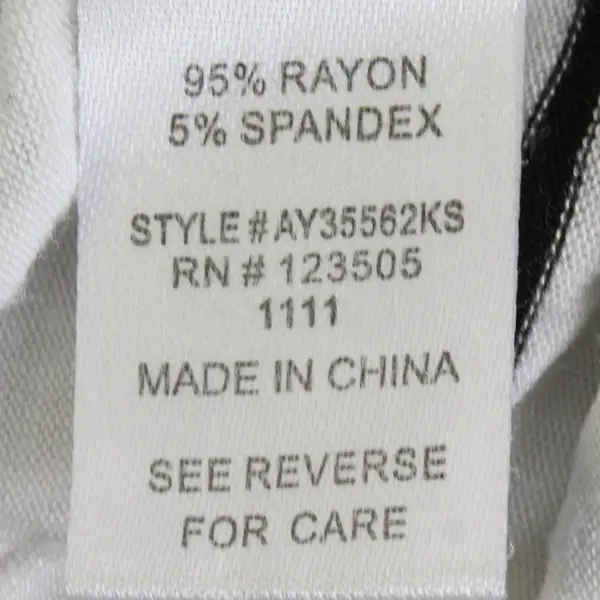 95% RAYON
5% SPANDEX
STYLE # AY35562KS
RN # 123505
1111
MADE IN CHINA
SEE REVERSE
FOR CARE